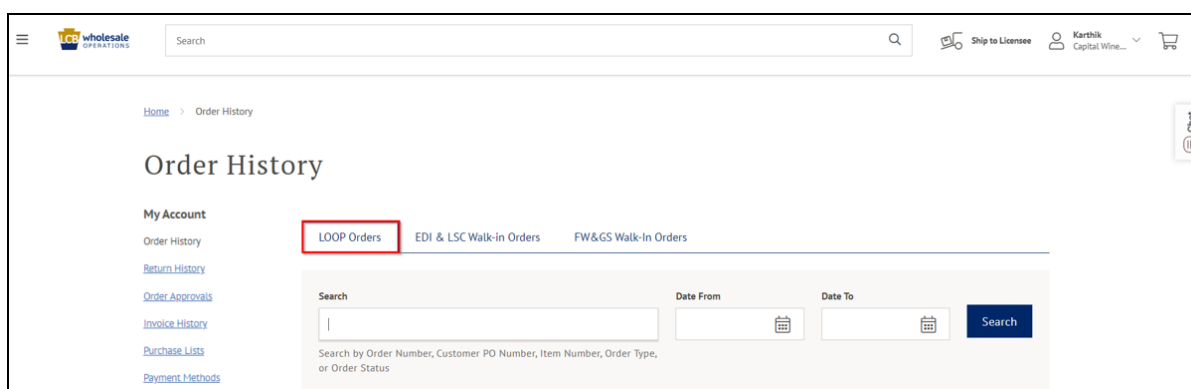 LCB wholesale
OPERATIONS
Search
Ship to Licensee
Karthik
Capital Wine...
Home > Order History
Order History
My Account
Order History
Return History
Order Approvals
Invoice History
Purchase Lists
Payment Methods
LOOP Orders
EDI & LSC Walk-in Orders
FW&GS Walk-In Orders
Search
Date From
Date To
Search
Search by Order Number, Customer PO Number, Item Number, Order Type,
or Order Status